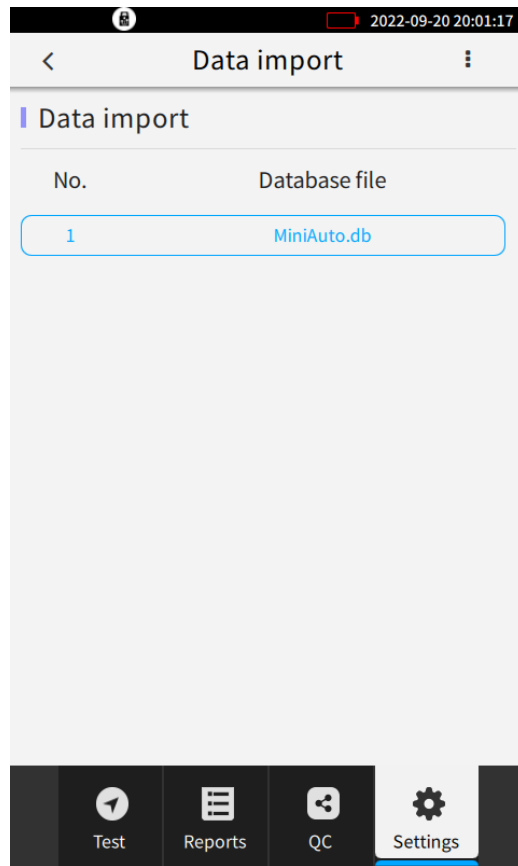 2022-09-20 20:01:17
Data import
Data import
No. Database file
1 MiniAuto.db
Test Reports QC Settings